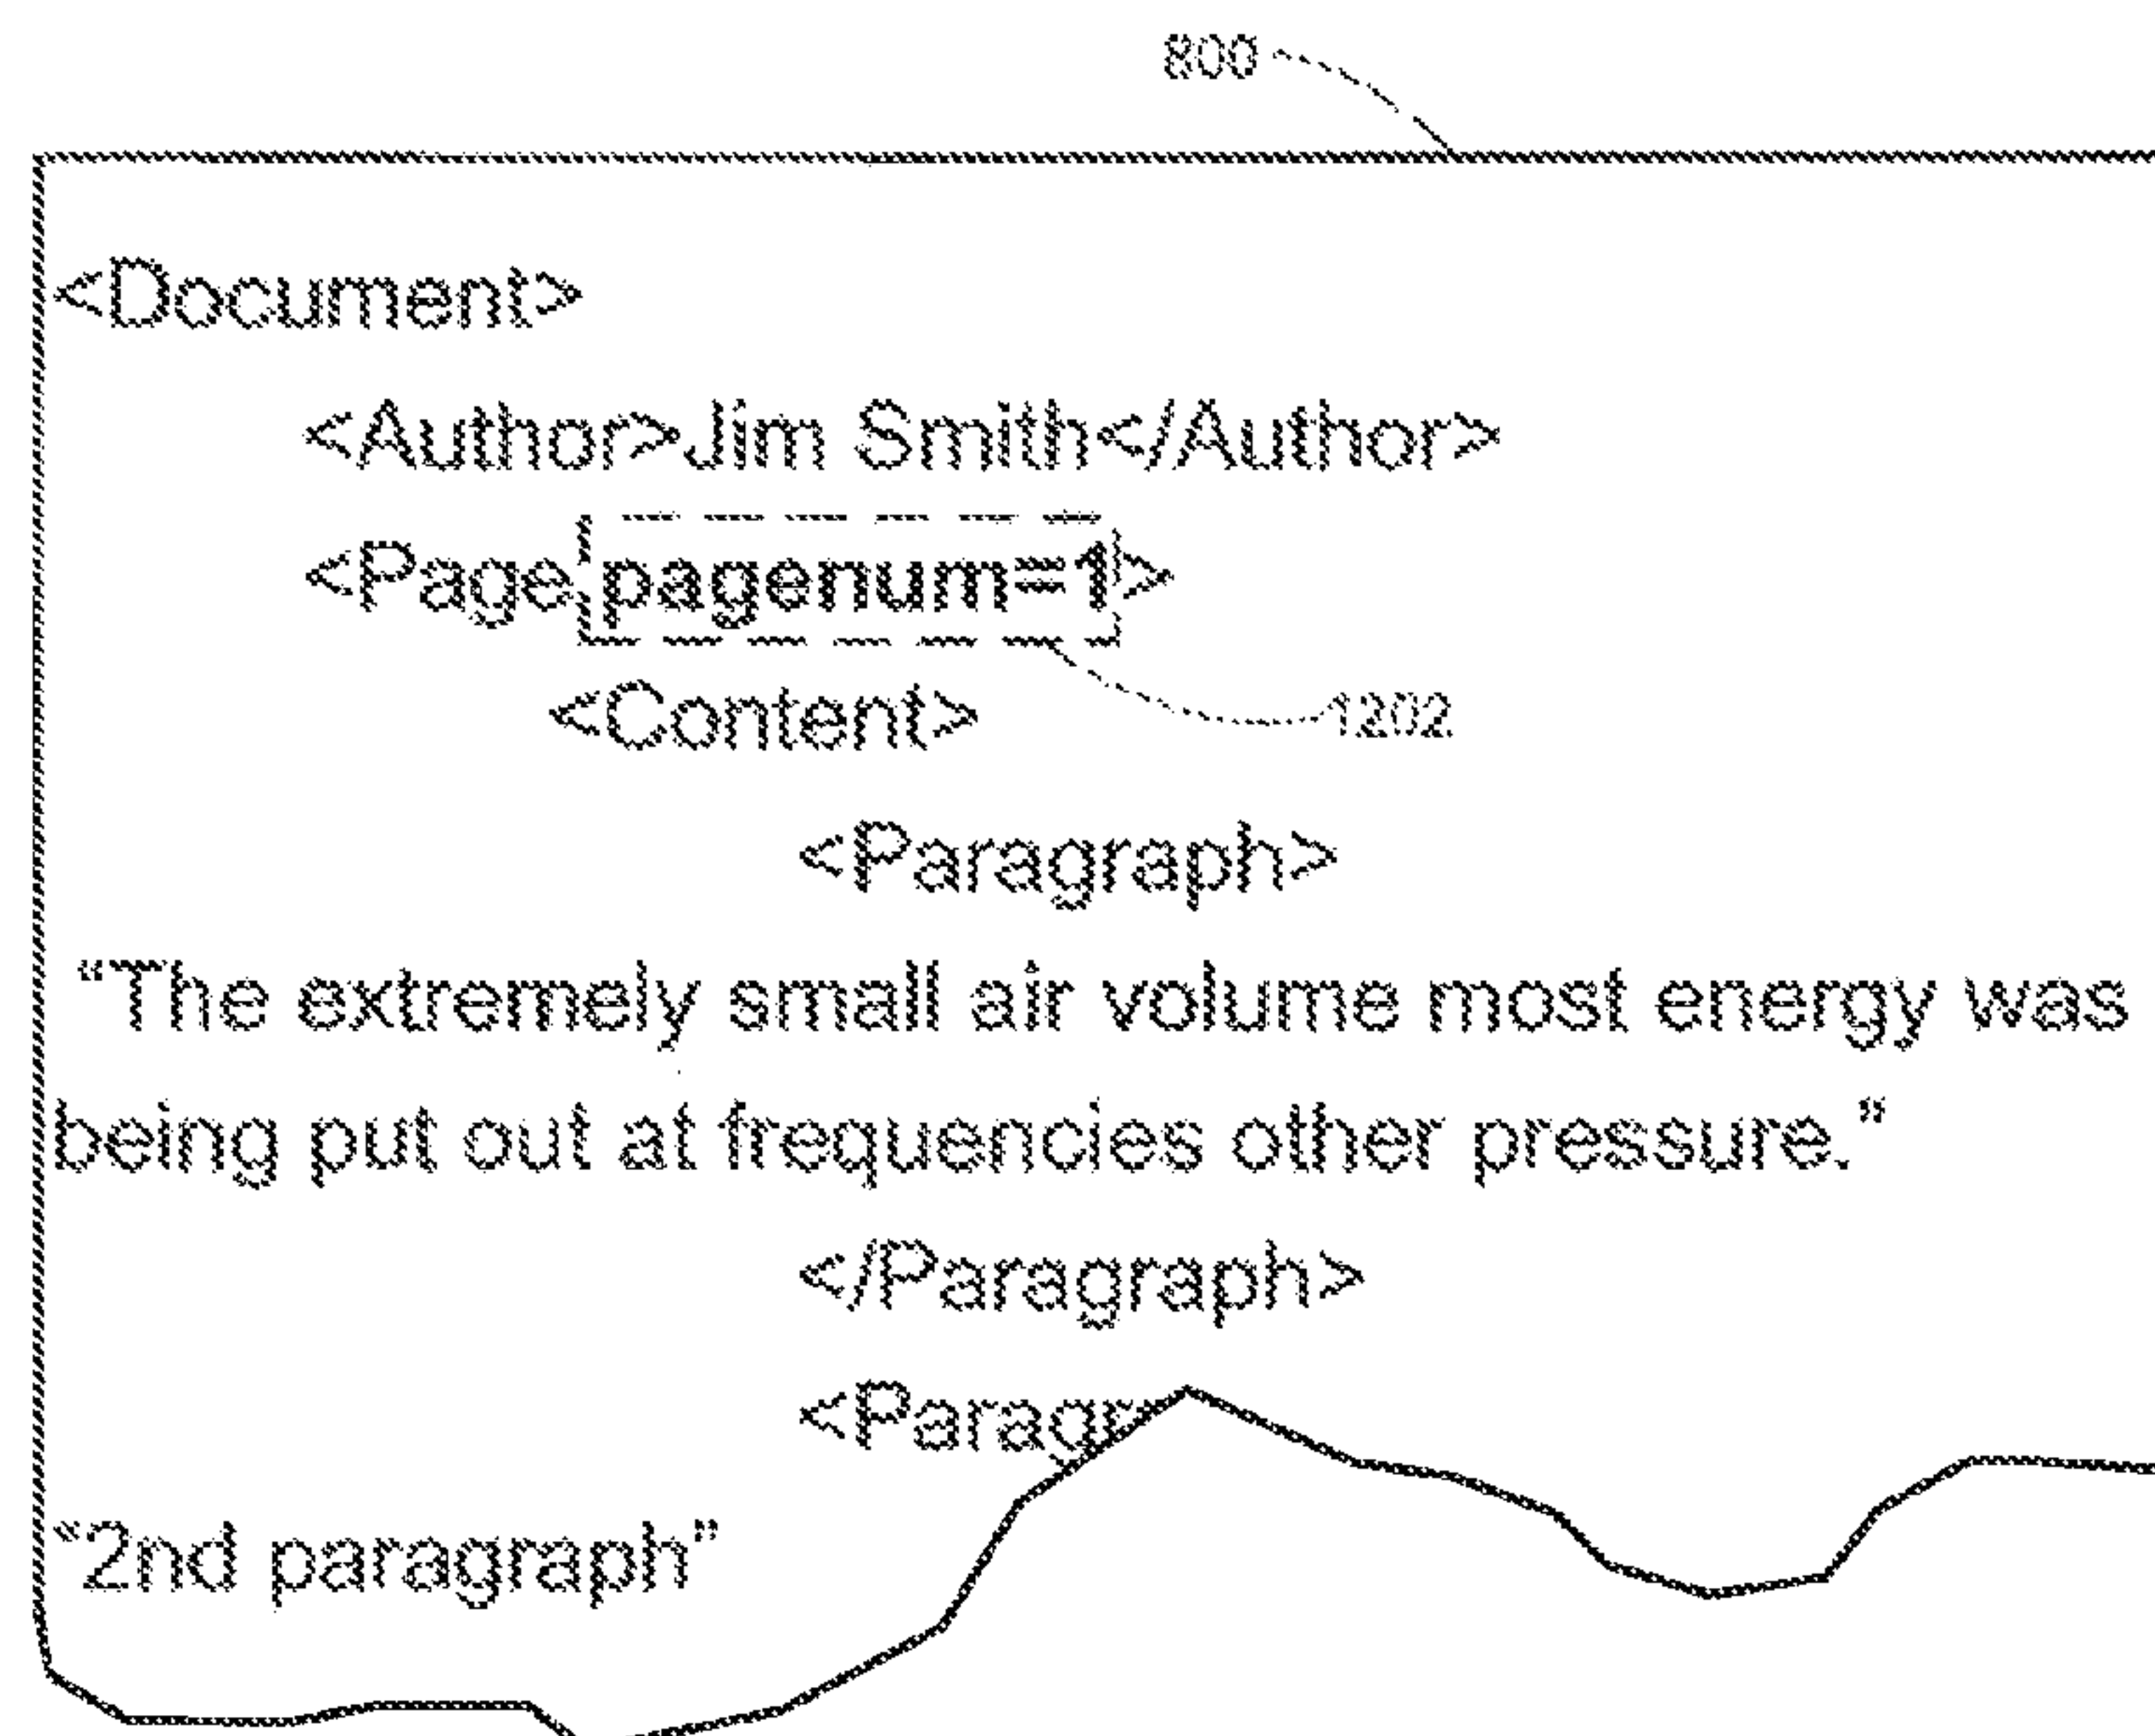 800
<Document>
<Author>Jim Smith</Author>
<Page pagenum=1>
<Content>
1202
<Paragraph>
“The extremely small air volume most energy was
being put out at frequencies other pressure.”
</Paragraph>
<Paragr
“2nd paragraph”